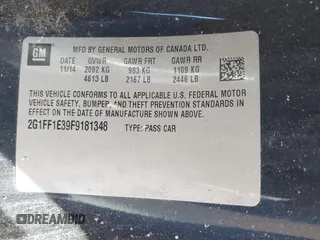 GM
MFD BY GENERAL MOTORS OF CANADA LTD.
DATE GVWR GAWR FRT GAWR RR
11/14 2092 KG 983 KG 1109 KG
4613 LB 2167 LB 2446 LB
THIS VEHICLE CONFORMS TO ALL APPLICABLE U.S. FEDERAL MOTOR
VEHICLE SAFETY, BUMPER, AND THEFT PREVENTION STANDARDS IN
EFFECT ON THE DATE OF MANUFACTURE SHOWN ABOVE.
2G1FF1E39F9181348 TYPE: PASS CAR
DREAMBID